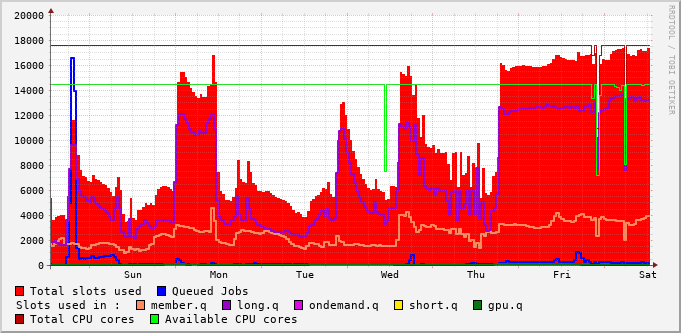 20000
18000
16000
14000
12000
10000
8000
6000
4000
2000
0
Sun Mon Tue Wed Thu Fri Sat
Total slots used Queued Jobs
Slots used in : member.q long.q ondemand.q short.q gpu.q
Total CPU cores Available CPU cores
RRDTOOL / TOBI OETIKER